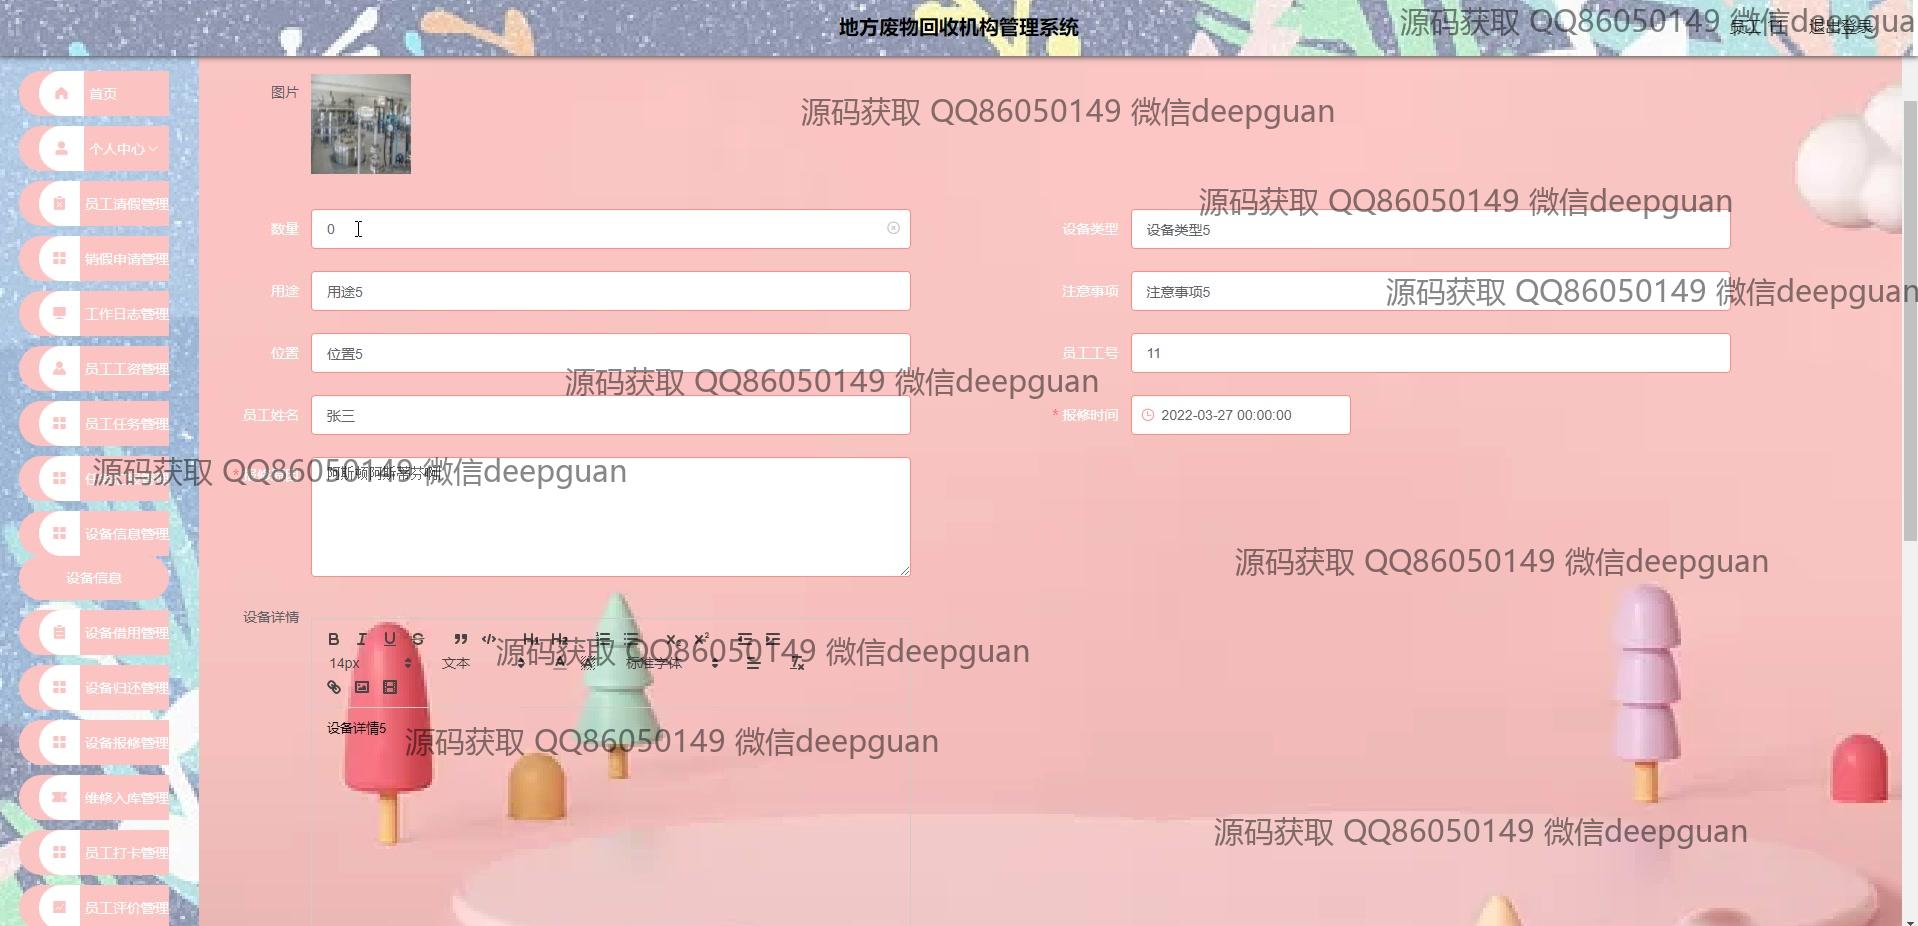 地方废物回收机构管理系统
源码获取 QQ86050149 微信deepgua
退出登录
首页
个人中心
员工请假管理
销假申请管理
工作日志管理
员工工资管理
员工任务管理
设备信息管理
设备信息
设备借用管理
设备归还管理
设备报修管理
维修入库管理
员工打卡管理
员工评价管理
图片
源码获取 QQ86050149 微信deepguan
源码获取 QQ86050149 微信deepguan
数量 0
设备类型 设备类型5
用途 用途5
注意事项 注意事项5
源码获取 QQ86050149 微信deepguan
位置 位置5
员工工号 11
源码获取 QQ86050149 微信deepguan
员工姓名 张三
* 报修时间 2022-03-27 00:00:00
源码获取 QQ86050149 微信deepguan
源码获取 QQ86050149 微信deepguan
设备详情
B I U S H₁ H₂ X₂ X²
源码获取 QQ86050149 微信deepguan
14px 文本 标准字体
设备详情5
源码获取 QQ86050149 微信deepguan
源码获取 QQ86050149 微信deepguan